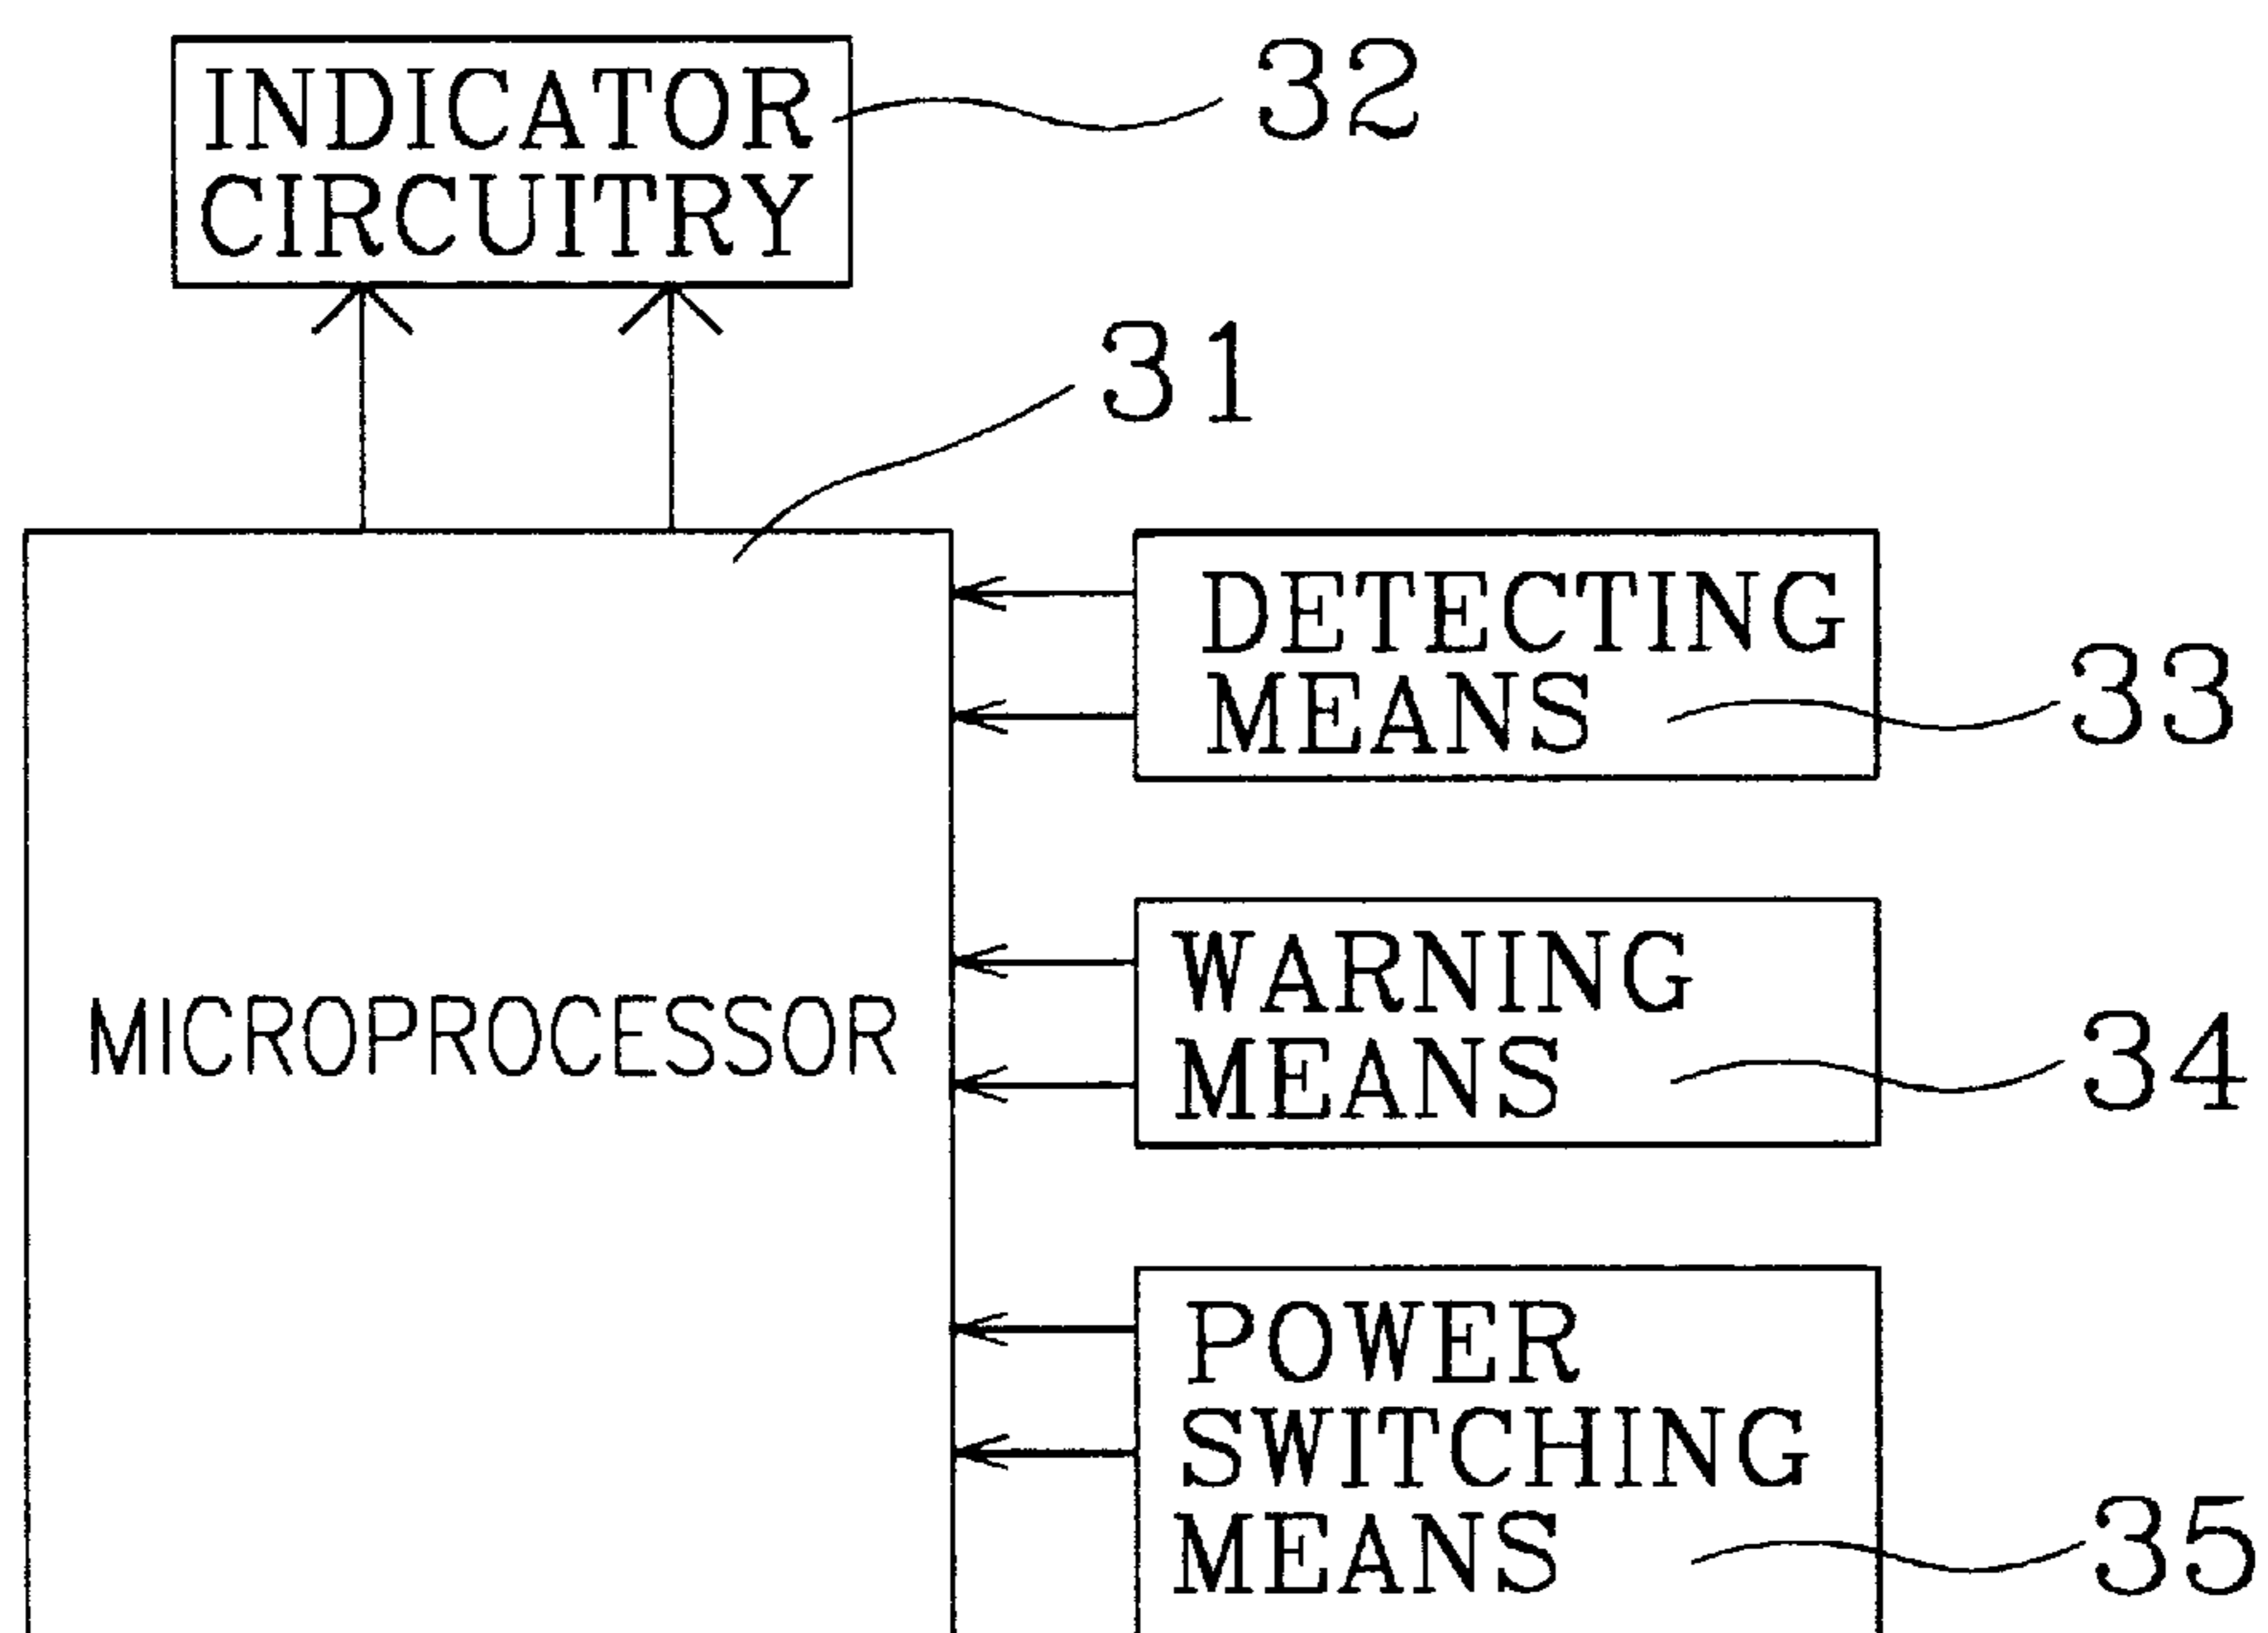 INDICATOR
CIRCUITRY
32
31
DETECTING
MEANS
33
MICROPROCESSOR
WARNING
MEANS
34
POWER
SWITCHING
MEANS
35